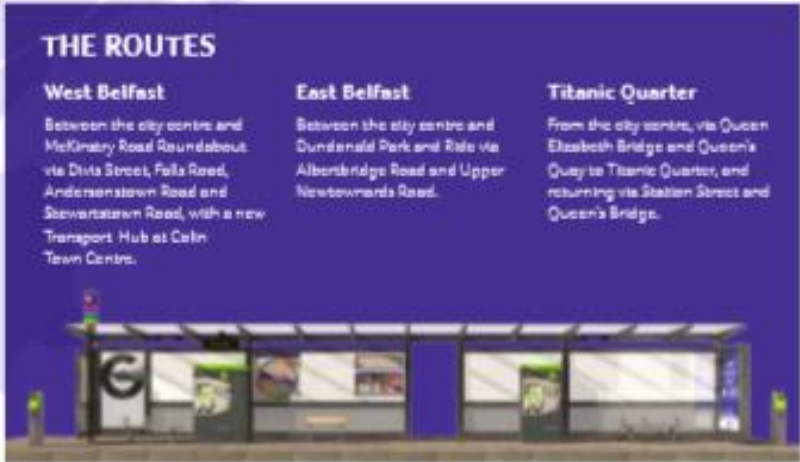 THE ROUTES
West Belfast
Between the city centre and
McKinstry Road Roundabout
via Divis Street, Falls Road,
Andersonstown Road and
Stewartstown Road, with a new
Transport Hub at Colin
Town Centre.
East Belfast
Between the city centre and
Dundonald Park and Ride via
Albertbridge Road and Upper
Newtownards Road.
Titanic Quarter
From the city centre, via Queen
Elizabeth Bridge and Queen's
Quay to Titanic Quarter, and
returning via Station Street and
Queen's Bridge.
G